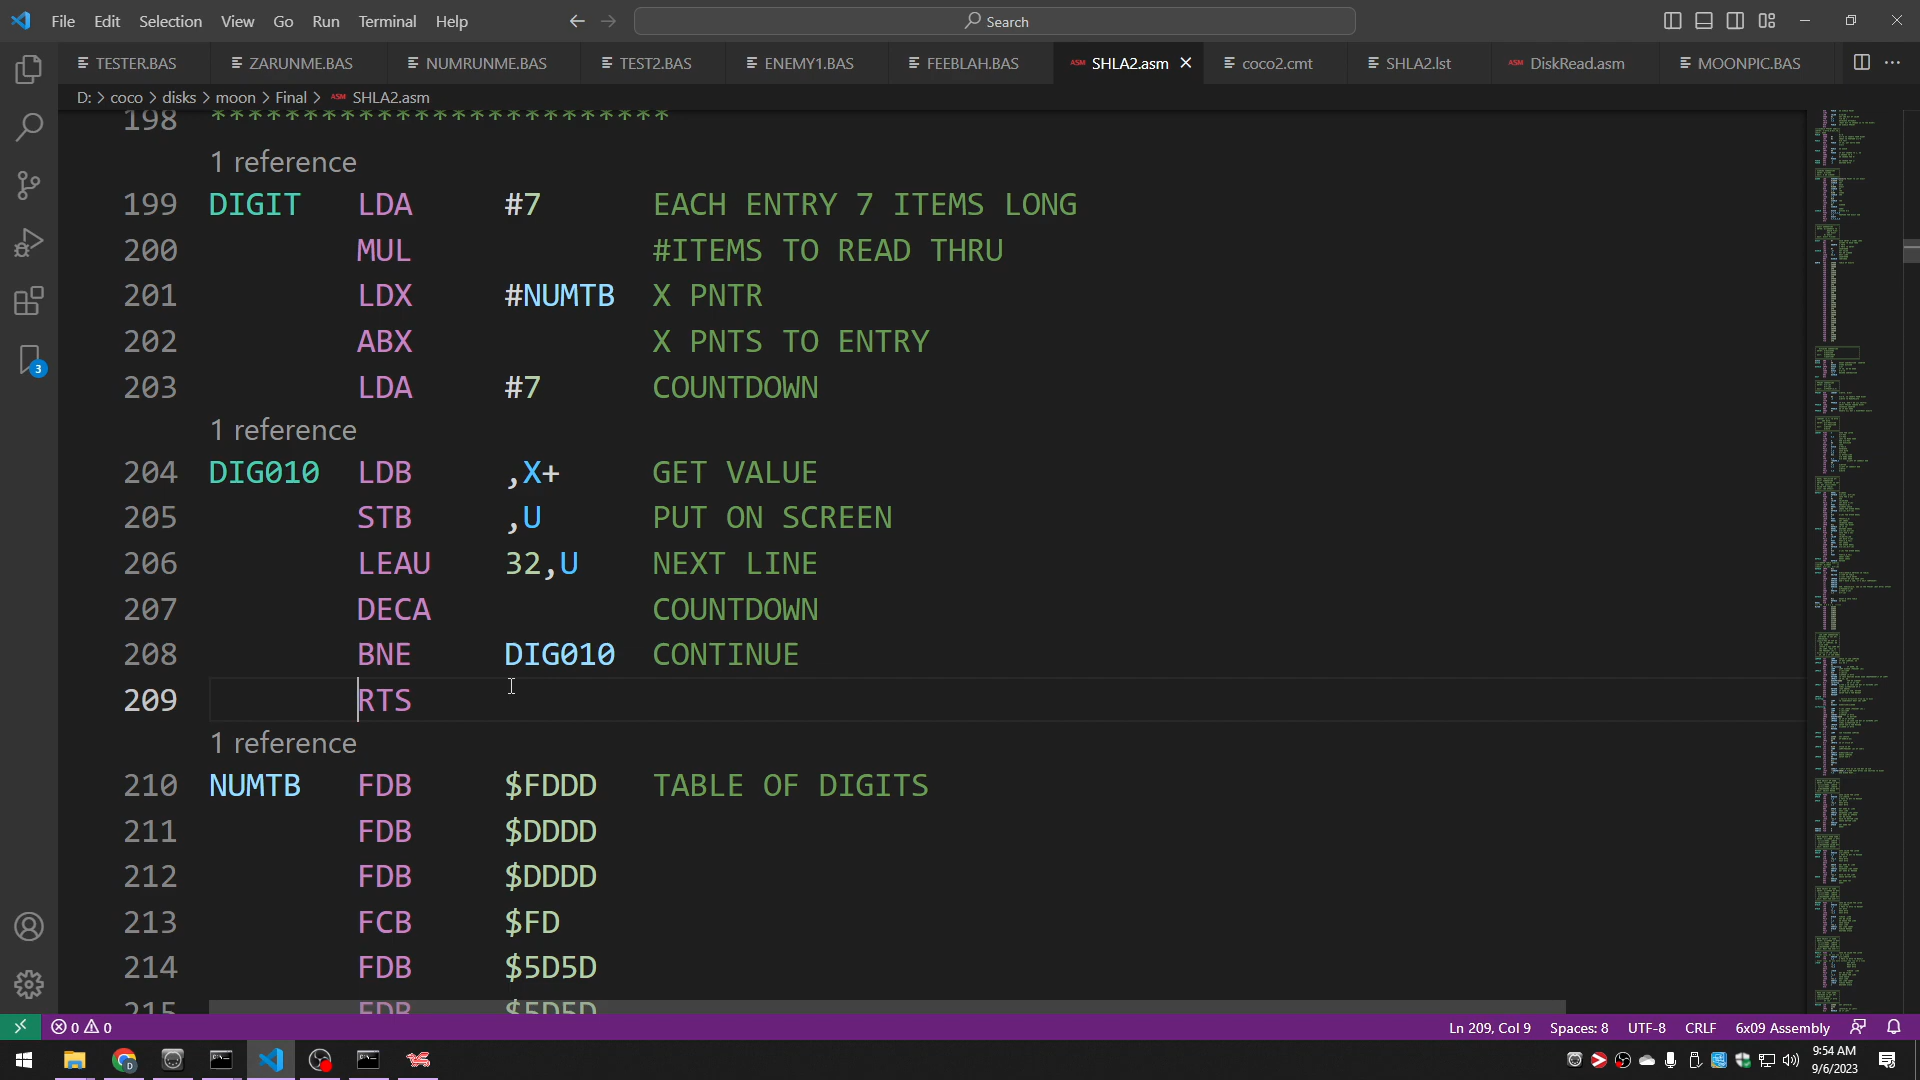 File Edit Selection View Go Run Terminal Help Search
TESTER.BAS ZARUNME.BAS NUMRUNME.BAS TEST2.BAS ENEMY1.BAS FEEBLAH.BAS ASM SHLA2.asm coco2.cmt SHLA2.lst ASM DiskRead.asm MOONPIC.BAS
D: > coco > disks > moon > Final > ASM SHLA2.asm
198 *************************
1 reference
199 DIGIT LDA #7 EACH ENTRY 7 ITEMS LONG
200 MUL #ITEMS TO READ THRU
201 LDX #NUMTB X PNTR
202 ABX X PNTS TO ENTRY
203 LDA #7 COUNTDOWN
1 reference
204 DIG010 LDB ,X+ GET VALUE
205 STB ,U PUT ON SCREEN
206 LEAU 32,U NEXT LINE
207 DECA COUNTDOWN
208 BNE DIG010 CONTINUE
209 RTS
1 reference
210 NUMTB FDB $FDDD TABLE OF DIGITS
211 FDB $DDDD
212 FDB $DDDD
213 FCB $FD
214 FDB $5D5D
215 FDB $5D5D
3
0 0 Ln 209, Col 9 Spaces: 8 UTF-8 CRLF 6x09 Assembly
9:54 AM
9/6/2023